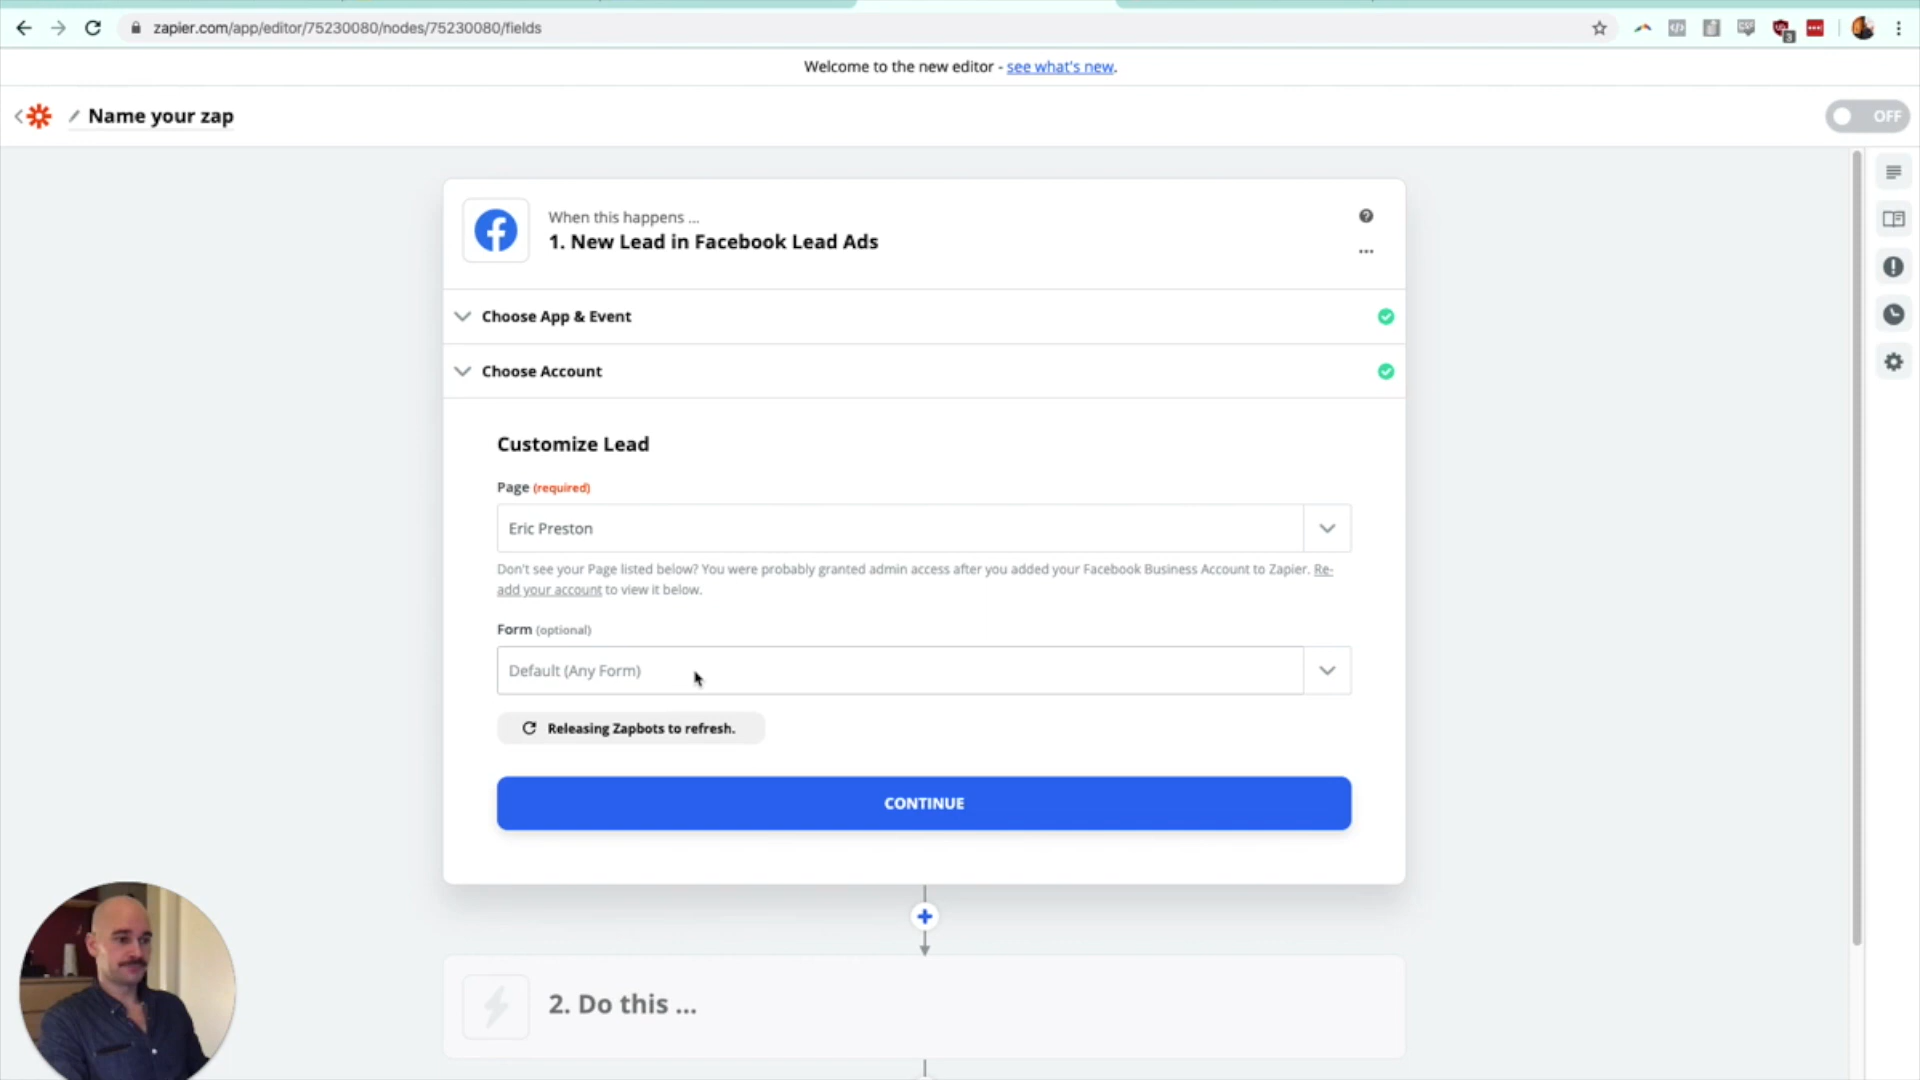 zapier.com/app/editor/75230080/nodes/75230080/fields
3
Welcome to the new editor - see what's new.
Name your zap
OFF
When this happens ...
1. New Lead in Facebook Lead Ads
Choose App & Event
Choose Account
Customize Lead
Page (required)
Eric Preston
Don't see your Page listed below? You were probably granted admin access after you added your Facebook Business Account to Zapier. Re-
add your account to view it below.
Form (optional)
Default (Any Form)
Releasing Zapbots to refresh.
CONTINUE
2. Do this ...